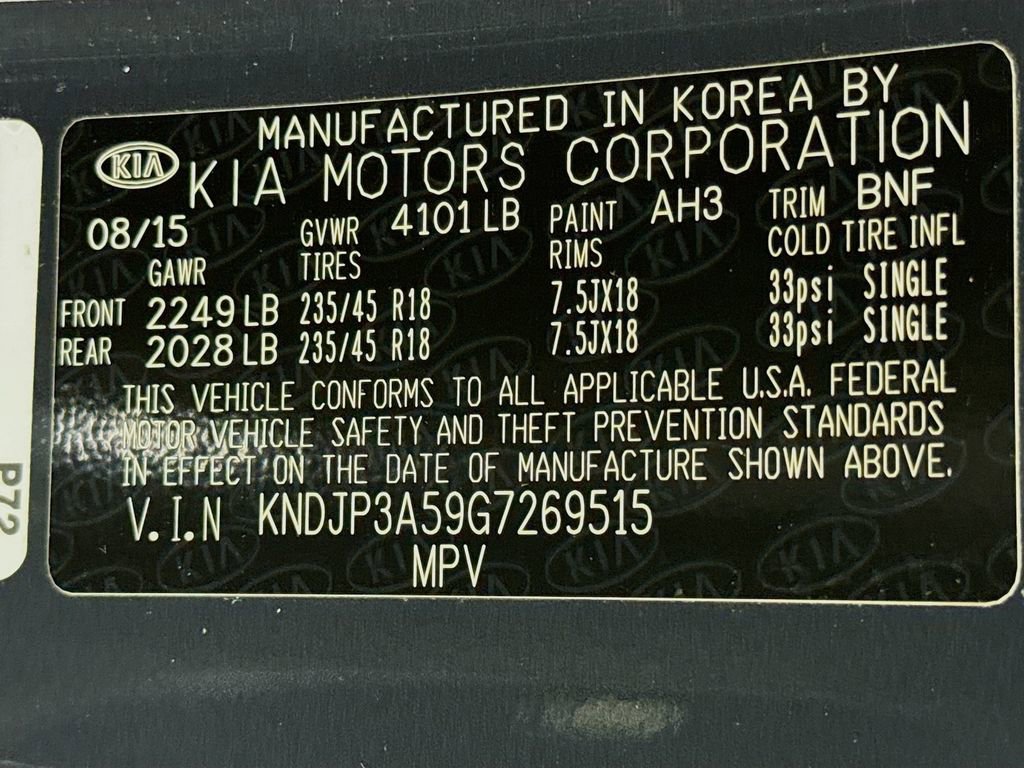 MANUFACTURED IN KOREA BY
KIA KIA MOTORS CORPORATION
08/15 GVWR 4101 LB PAINT AH3 TRIM BNF
GAWR TIRES RIMS COLD TIRE INFL
FRONT 2249 LB 235/45 R18 7.5JX18 33psi SINGLE
REAR 2028 LB 235/45 R18 7.5JX18 33psi SINGLE
THIS VEHICLE CONFORMS TO ALL APPLICABLE U.S.A. FEDERAL
MOTOR VEHICLE SAFETY AND THEFT PREVENTION STANDARDS
IN EFFECT ON THE DATE OF MANUFACTURE SHOWN ABOVE.
V.I.N KNDJP3A59G7269515
MPV
P72